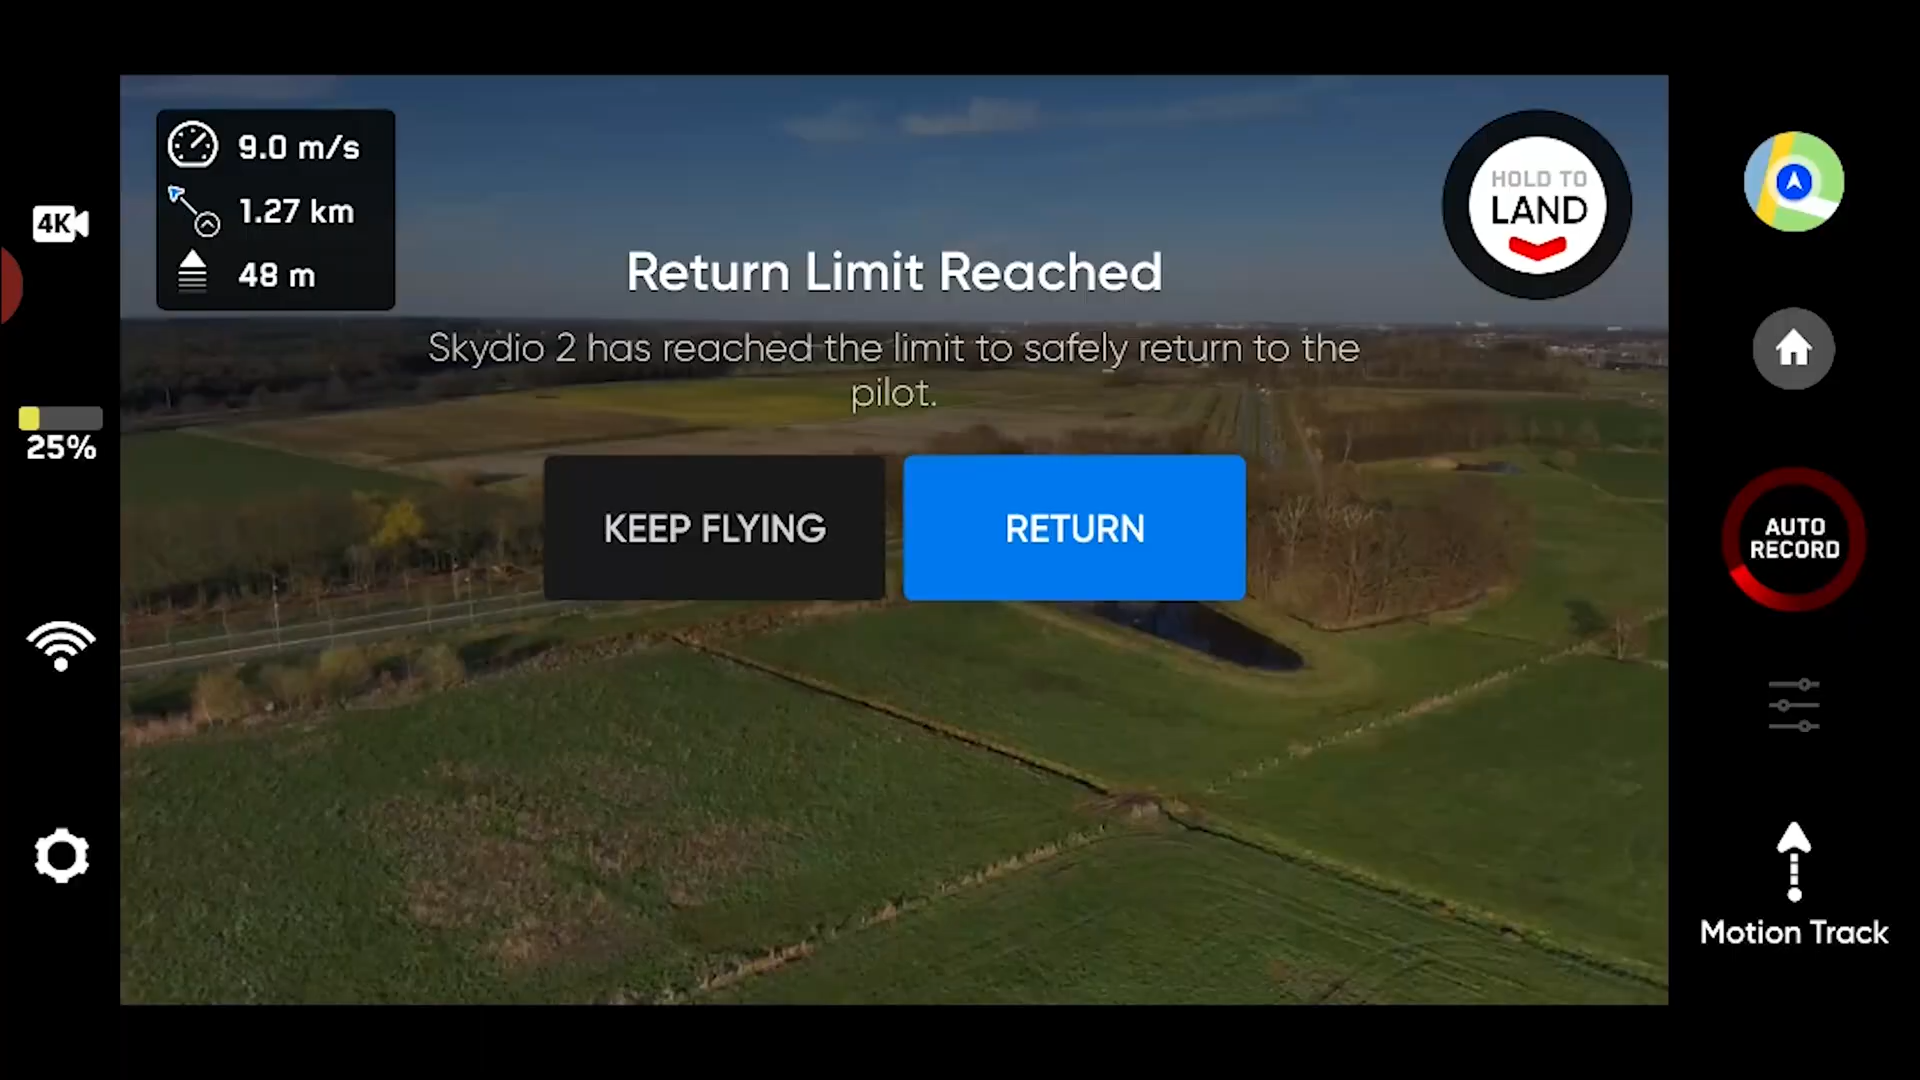 9.0 m/s
1.27 km
48 m
4K
25%
Return Limit Reached
Skydio 2 has reached the limit to safely return to the
pilot.
KEEP FLYING
RETURN
HOLD TO
LAND
AUTO
RECORD
Motion Track